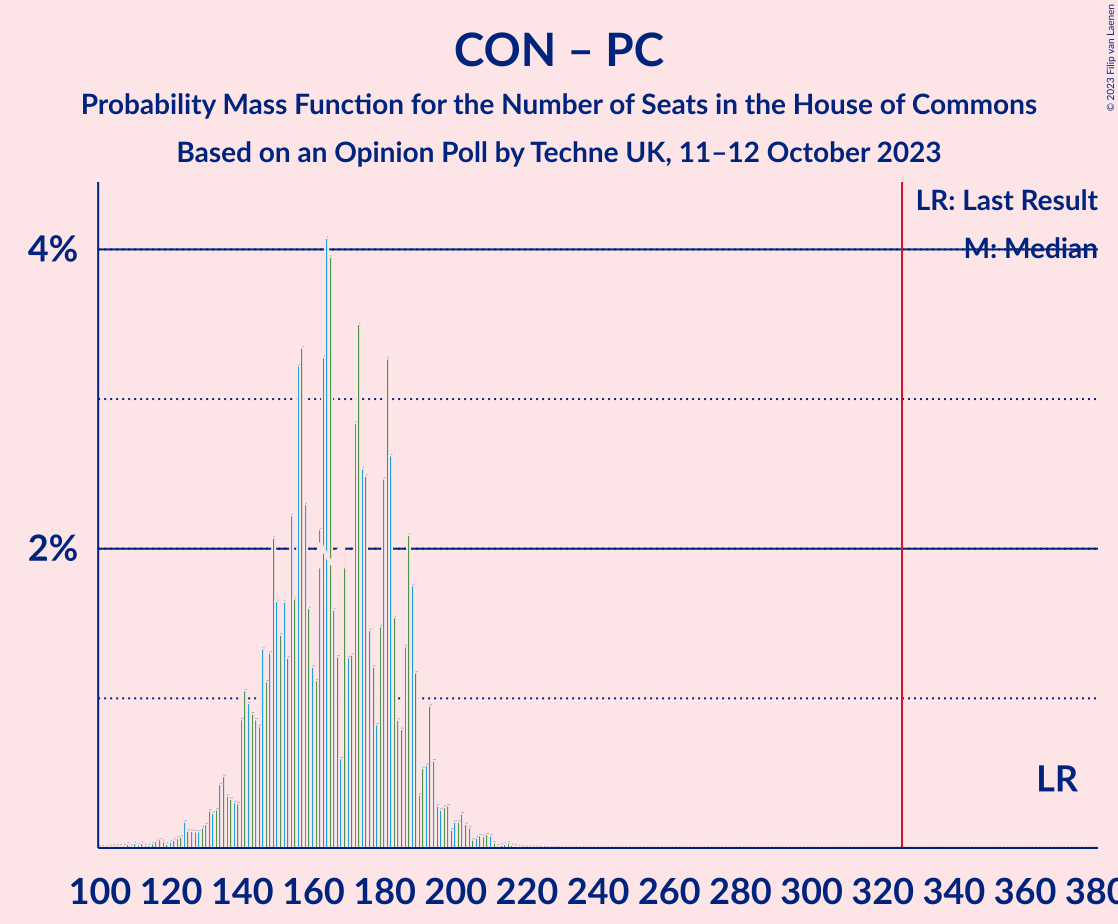 CON – PC
Probability Mass Function for the Number of Seats in the House of Commons
Based on an Opinion Poll by Techne UK, 11–12 October 2023
© 2023 Filip van Laenen
LR: Last Result
M: Median
4%
2%
LR
100 120 140 160 180 200 220 240 260 280 300 320 340 360 380